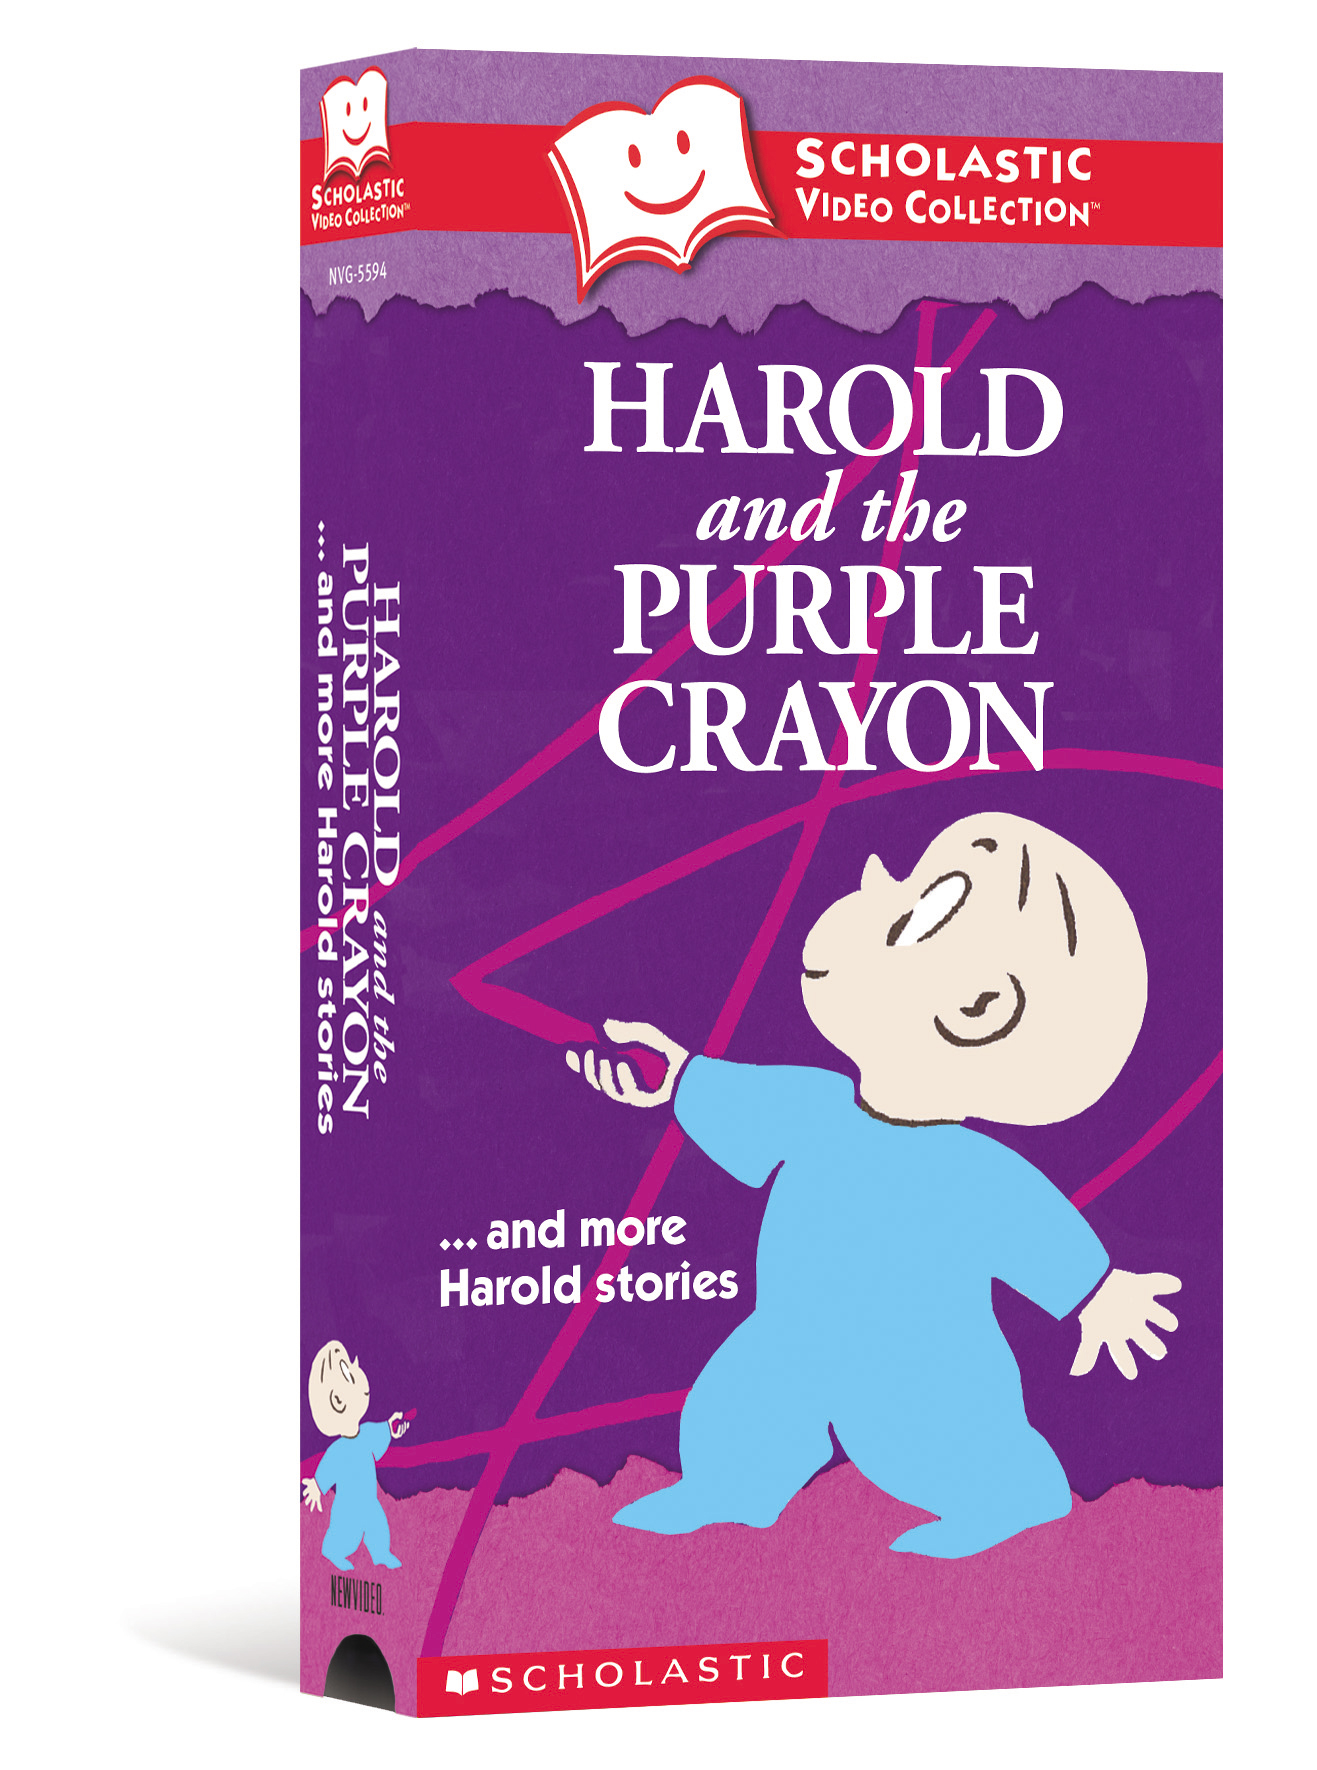 SCHOLASTIC
VIDEO COLLECTION™
NVG-5594
HAROLD and the
PURPLE CRAYON
... and more Harold stories
NEWVIDEO
SCHOLASTIC
VIDEO COLLECTION™
HAROLD
and the
PURPLE
CRAYON
... and more
Harold stories
SCHOLASTIC